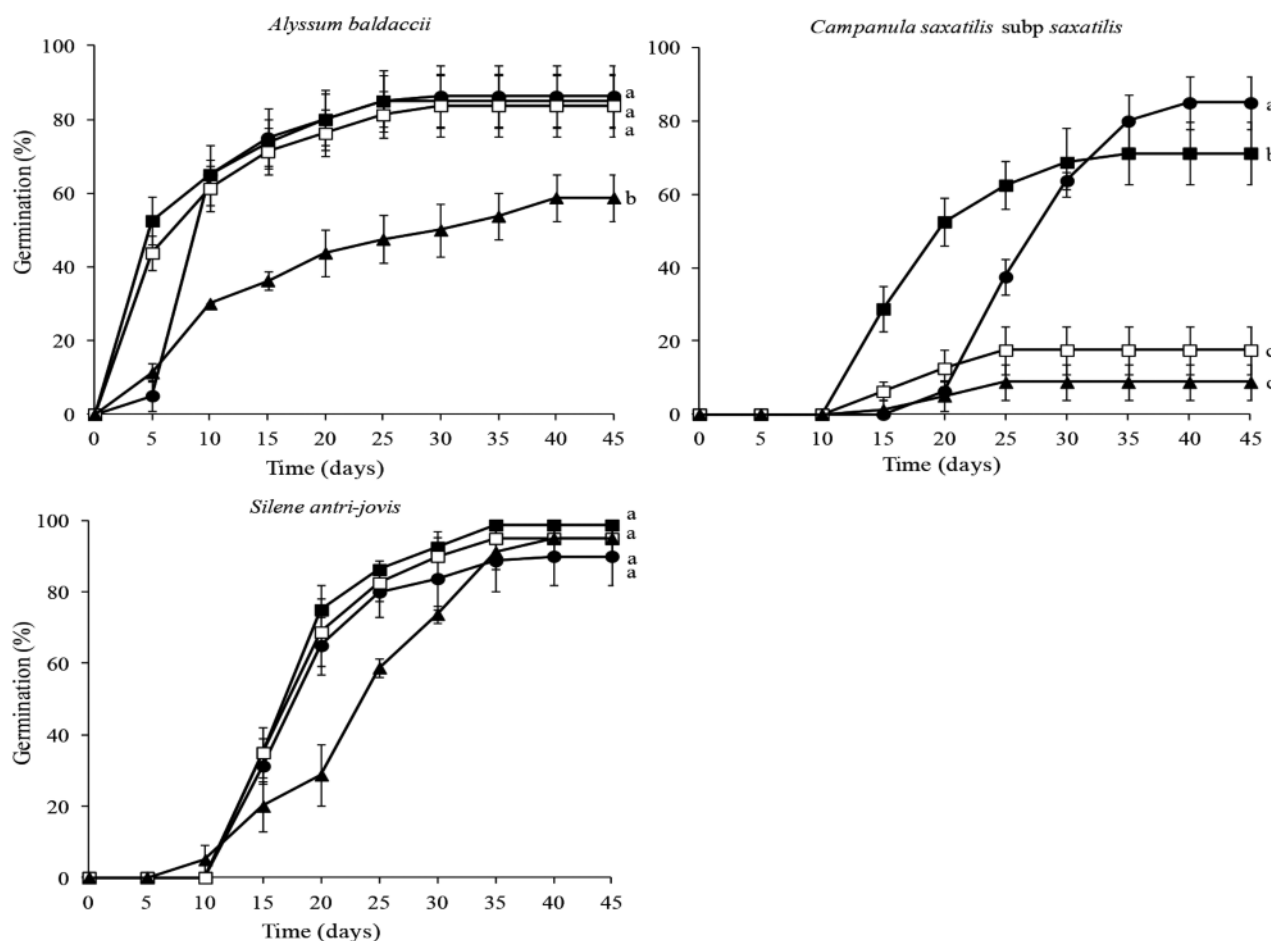 Alyssum baldaccii
100
80
60
40
20
0
Germination (%)
a
a
a
b
0 5 10 15 20 25 30 35 40 45
Time (days)
Campanula saxatilis subp saxatilis
100
80
60
40
20
0
a
b
c
c
0 5 10 15 20 25 30 35 40 45
Time (days)
Silene antri-jovis
100
80
60
40
20
0
Germination (%)
a
a
a
a
0 5 10 15 20 25 30 35 40 45
Time (days)